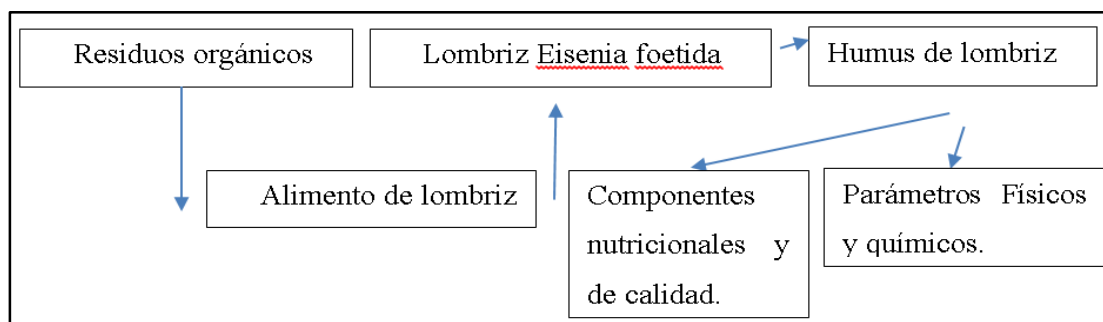 Residuos orgánicos
Lombriz Eisenia foetida
Humus de lombriz
Alimento de lombriz
Componentes
nutricionales y
de calidad.
Parámetros Físicos
y químicos.